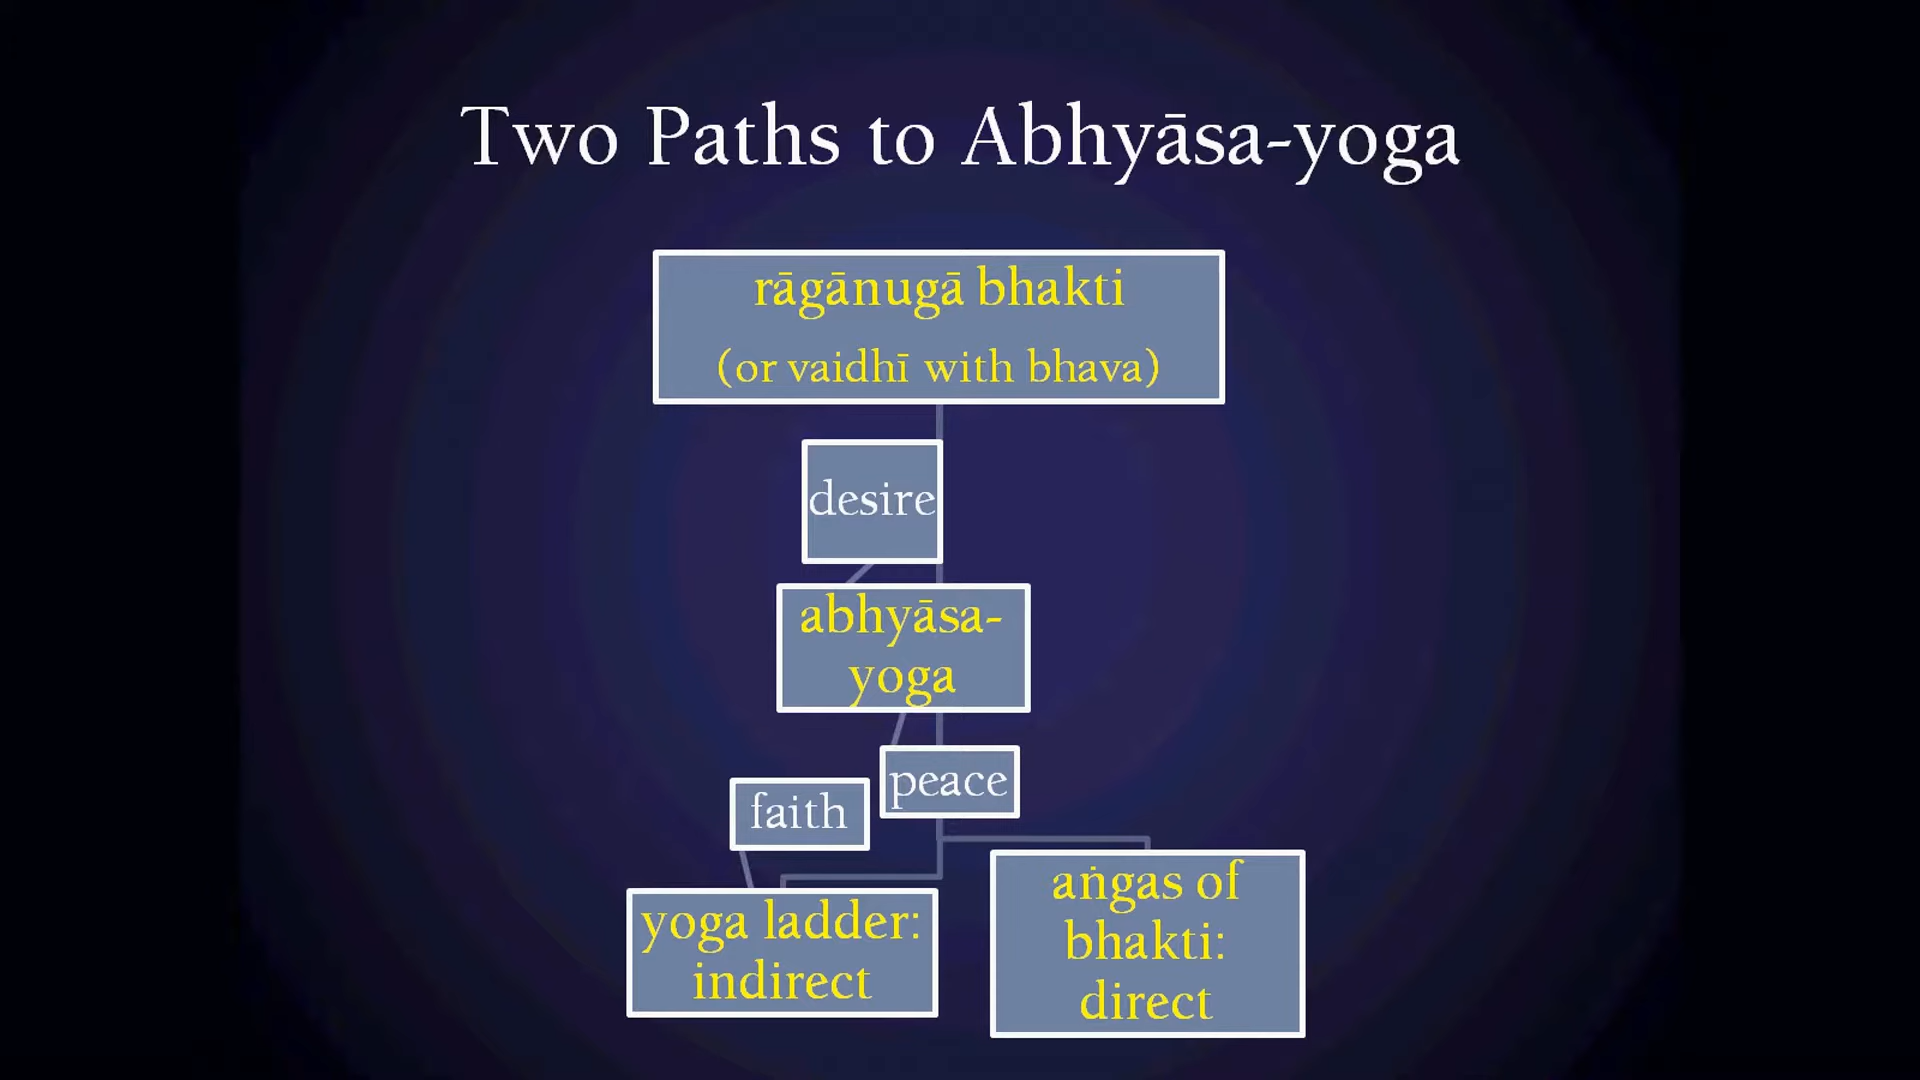 Two Paths to Abhyāsa-yoga
rāgānugā bhakti
(or vaidhī with bhava)
desire
abhyāsa-
yoga
peace
faith
yoga ladder:
indirect
aṅgas of
bhakti:
direct